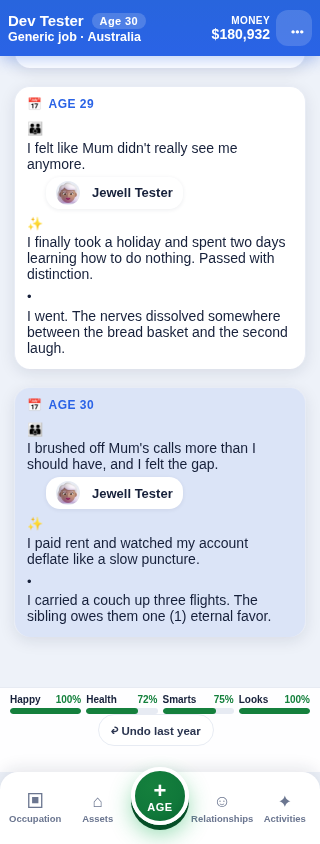 Dev Tester Age 30
Generic job · Australia
MONEY
$180,932
AGE 29
I felt like Mum didn't really see me
anymore.
Jewell Tester
I finally took a holiday and spent two days
learning how to do nothing. Passed with
distinction.
•
I went. The nerves dissolved somewhere
between the bread basket and the second
laugh.
AGE 30
I brushed off Mum's calls more than I
should have, and I felt the gap.
Jewell Tester
I paid rent and watched my account
deflate like a slow puncture.
•
I carried a couch up three flights. The
sibling owes them one (1) eternal favor.
Happy 100% Health 72% Smarts 75% Looks 100%
Undo last year
+
AGE
Occupation Assets Relationships Activities